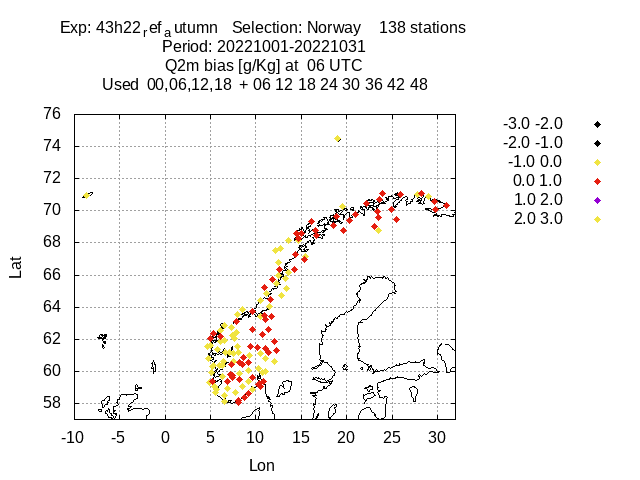 Exp: 43h22ref a utumn Selection: Norway 138 stations
Period: 20221001-20221031
Q2m bias [g/Kg] at 06 UTC
Used 00,06,12,18 + 06 12 18 24 30 36 42 48
76
74
72
70
68
66
64
62
60
58
Lat
-10 -5 0 5 10 15 20 25 30
Lon
-3.0 -2.0
-2.0 -1.0
-1.0 0.0
0.0 1.0
1.0 2.0
2.0 3.0